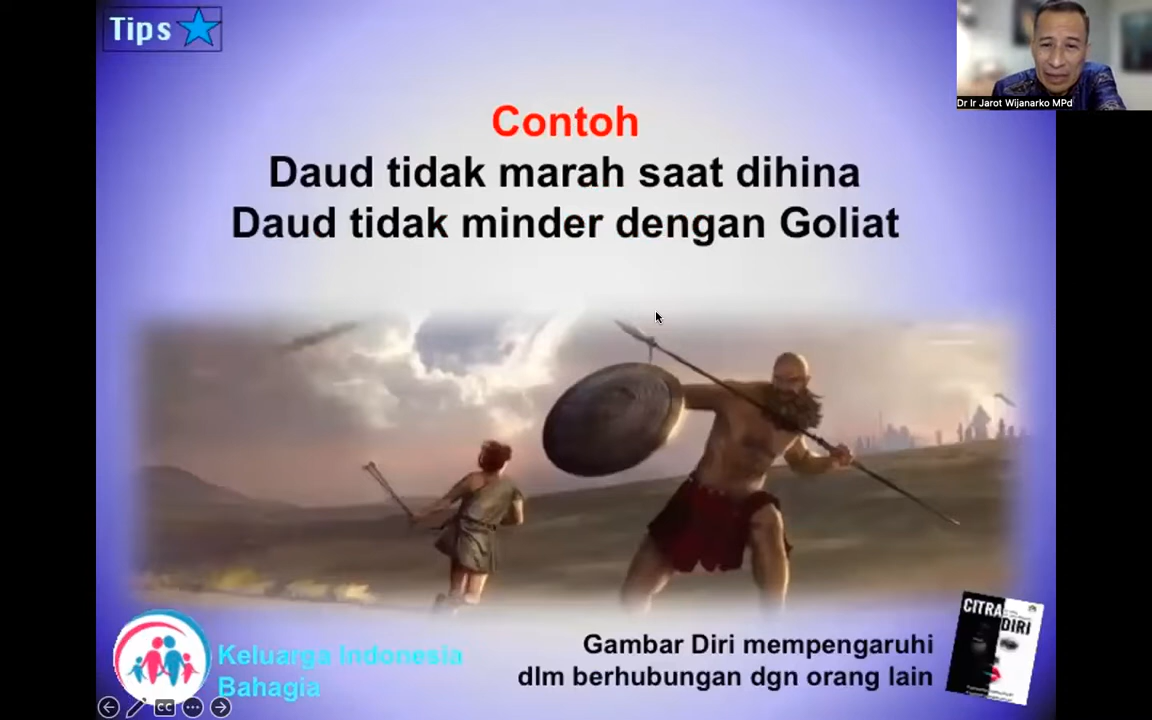 Tips
Dr Ir Jarot Wijanarko MPd
Contoh
Daud tidak marah saat dihina
Daud tidak minder dengan Goliat
Keluarga Indonesia
Bahagia
Gambar Diri mempengaruhi
dlm berhubungan dgn orang lain
CITRA
DIRI
CC